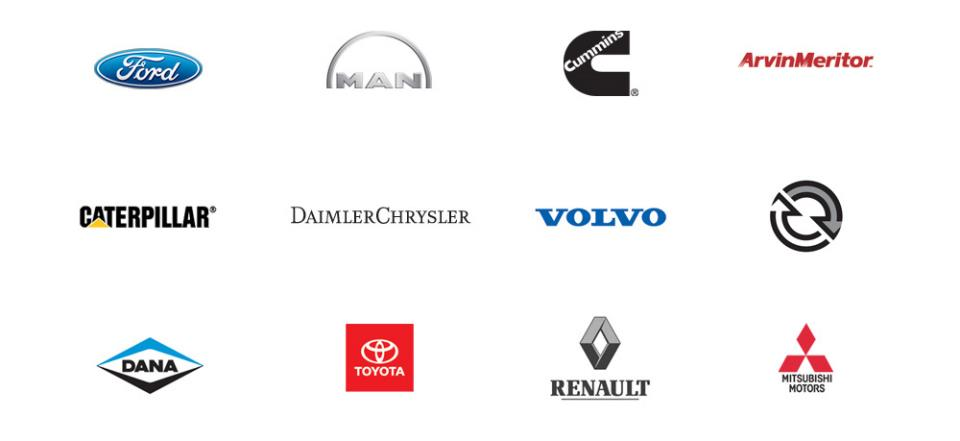 Ford
MAN
Cummins
®
ArvinMeritor
CATERPILLAR®
DAIMLERCHRYSLER
VOLVO
DANA
TOYOTA
RENAULT
MITSUBISHI
MOTORS